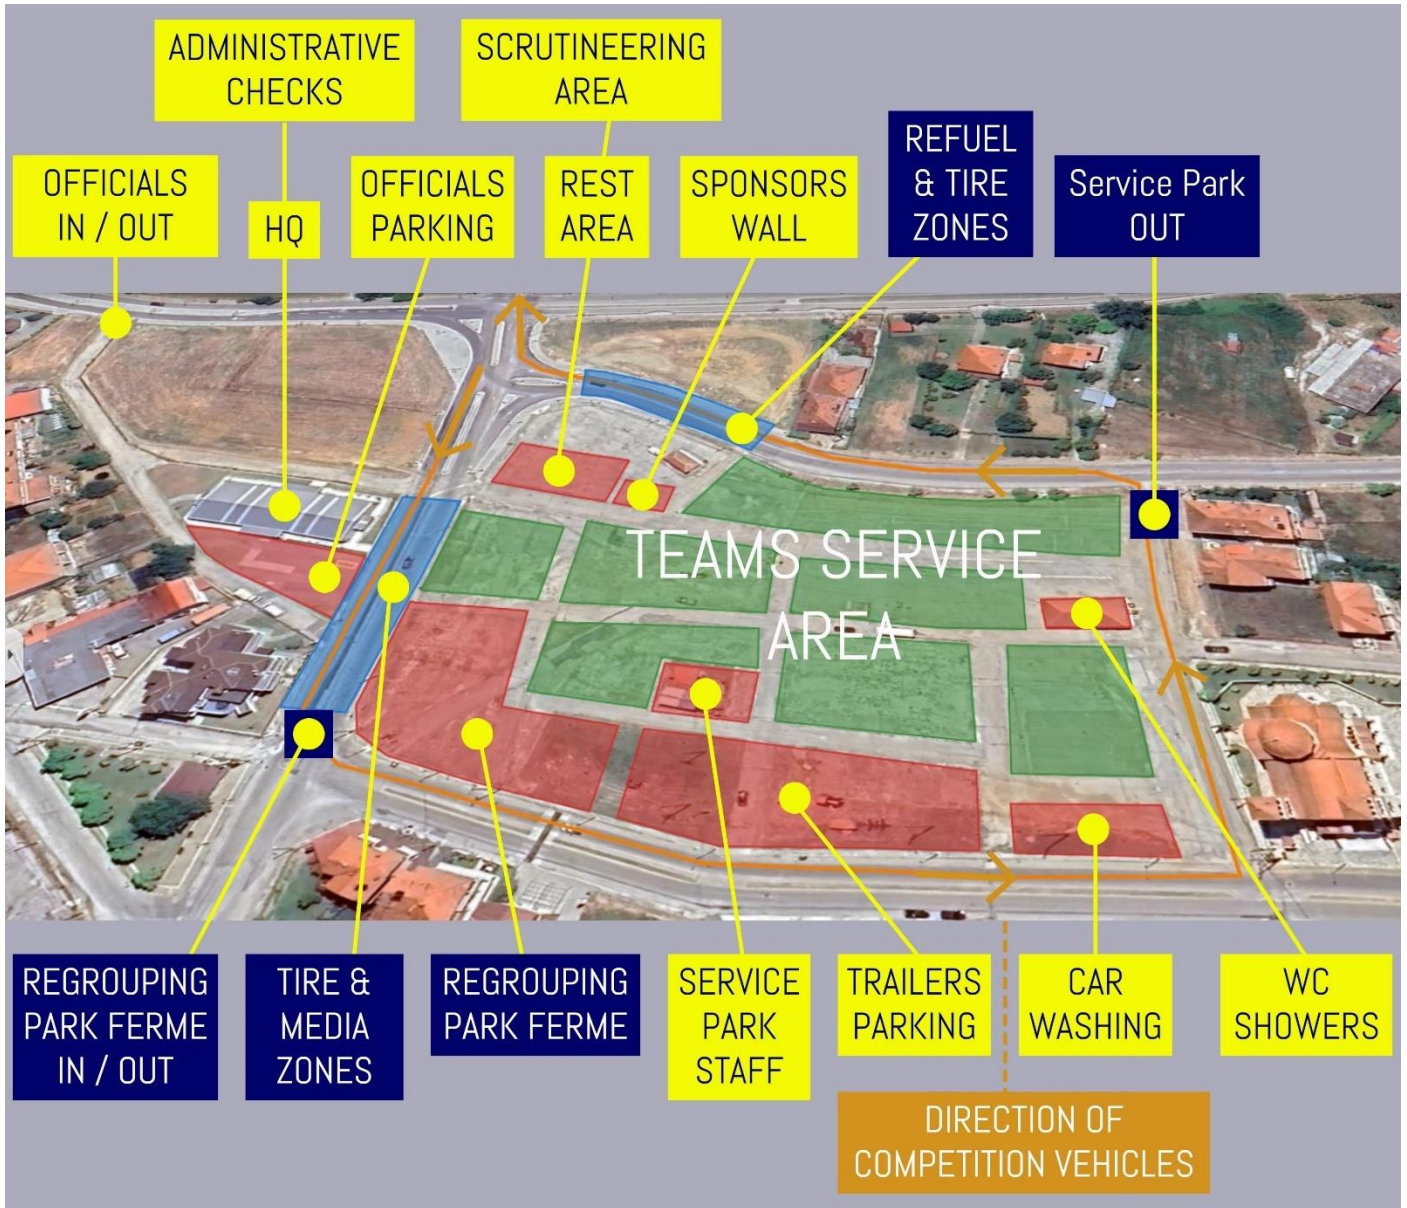 ADMINISTRATIVE
CHECKS
SCRUTINEERING
AREA
OFFICIALS
IN / OUT
HQ
OFFICIALS
PARKING
REST
AREA
SPONSORS
WALL
REFUEL
& TIRE
ZONES
Service Park
OUT
TEAMS SERVICE
AREA
REGROUPING
PARK FERME
IN / OUT
TIRE &
MEDIA
ZONES
REGROUPING
PARK FERME
SERVICE
PARK
STAFF
TRAILERS
PARKING
CAR
WASHING
WC
SHOWERS
DIRECTION OF
COMPETITION VEHICLES